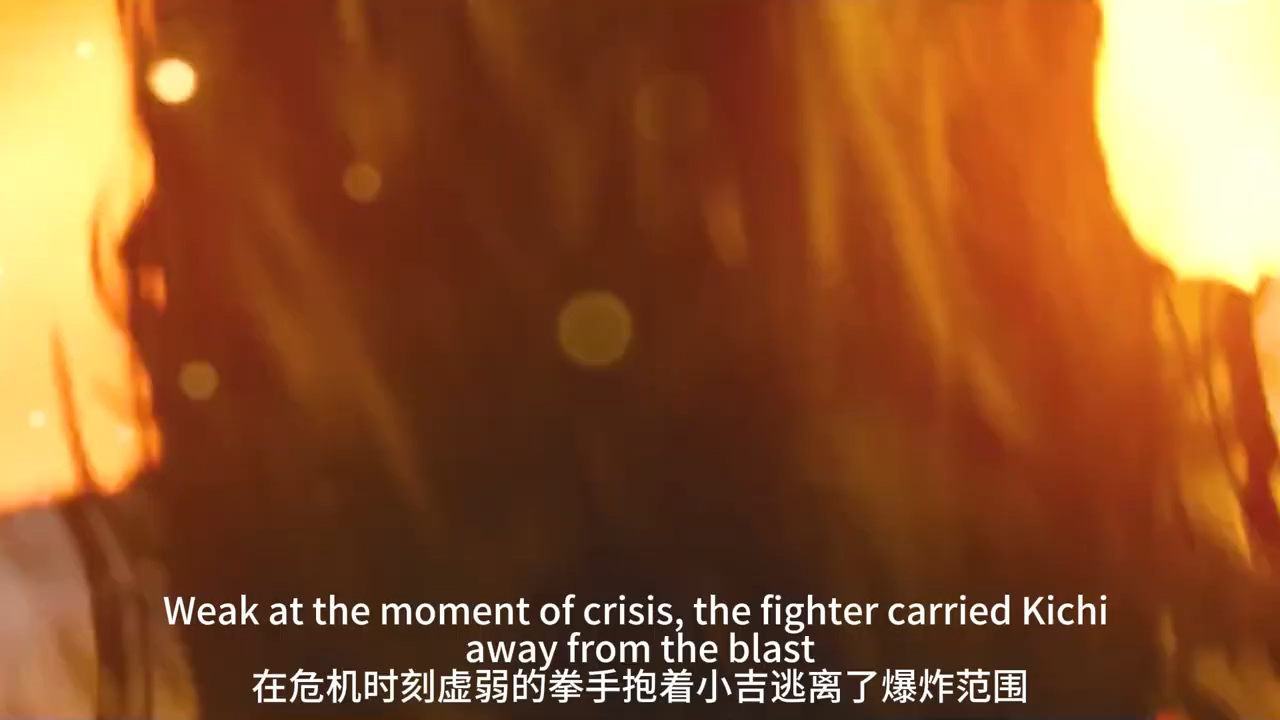 Weak at the moment of crisis, the fighter carried Kichi
away from the blast
在危机时刻虚弱的拳手抱着小吉逃离了爆炸范围